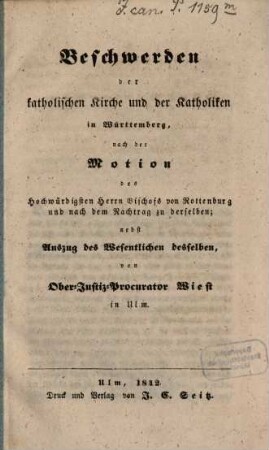 J. can. P. 1159 m
Beschwerden
der
katholischen Kirche und der Katholiken
in Württemberg,
nach der
Motion
des
Hochwürdigsten Herrn Bischofs von Rottenburg
und nach dem Nachtrag zu derselben;
nebst
Auszug des Wesentlichen desselben,
von
Ober-Justiz-Procurator Wiest
in Ulm.
Ulm, 1842.
Druck und Verlag von J. C. Seitz.